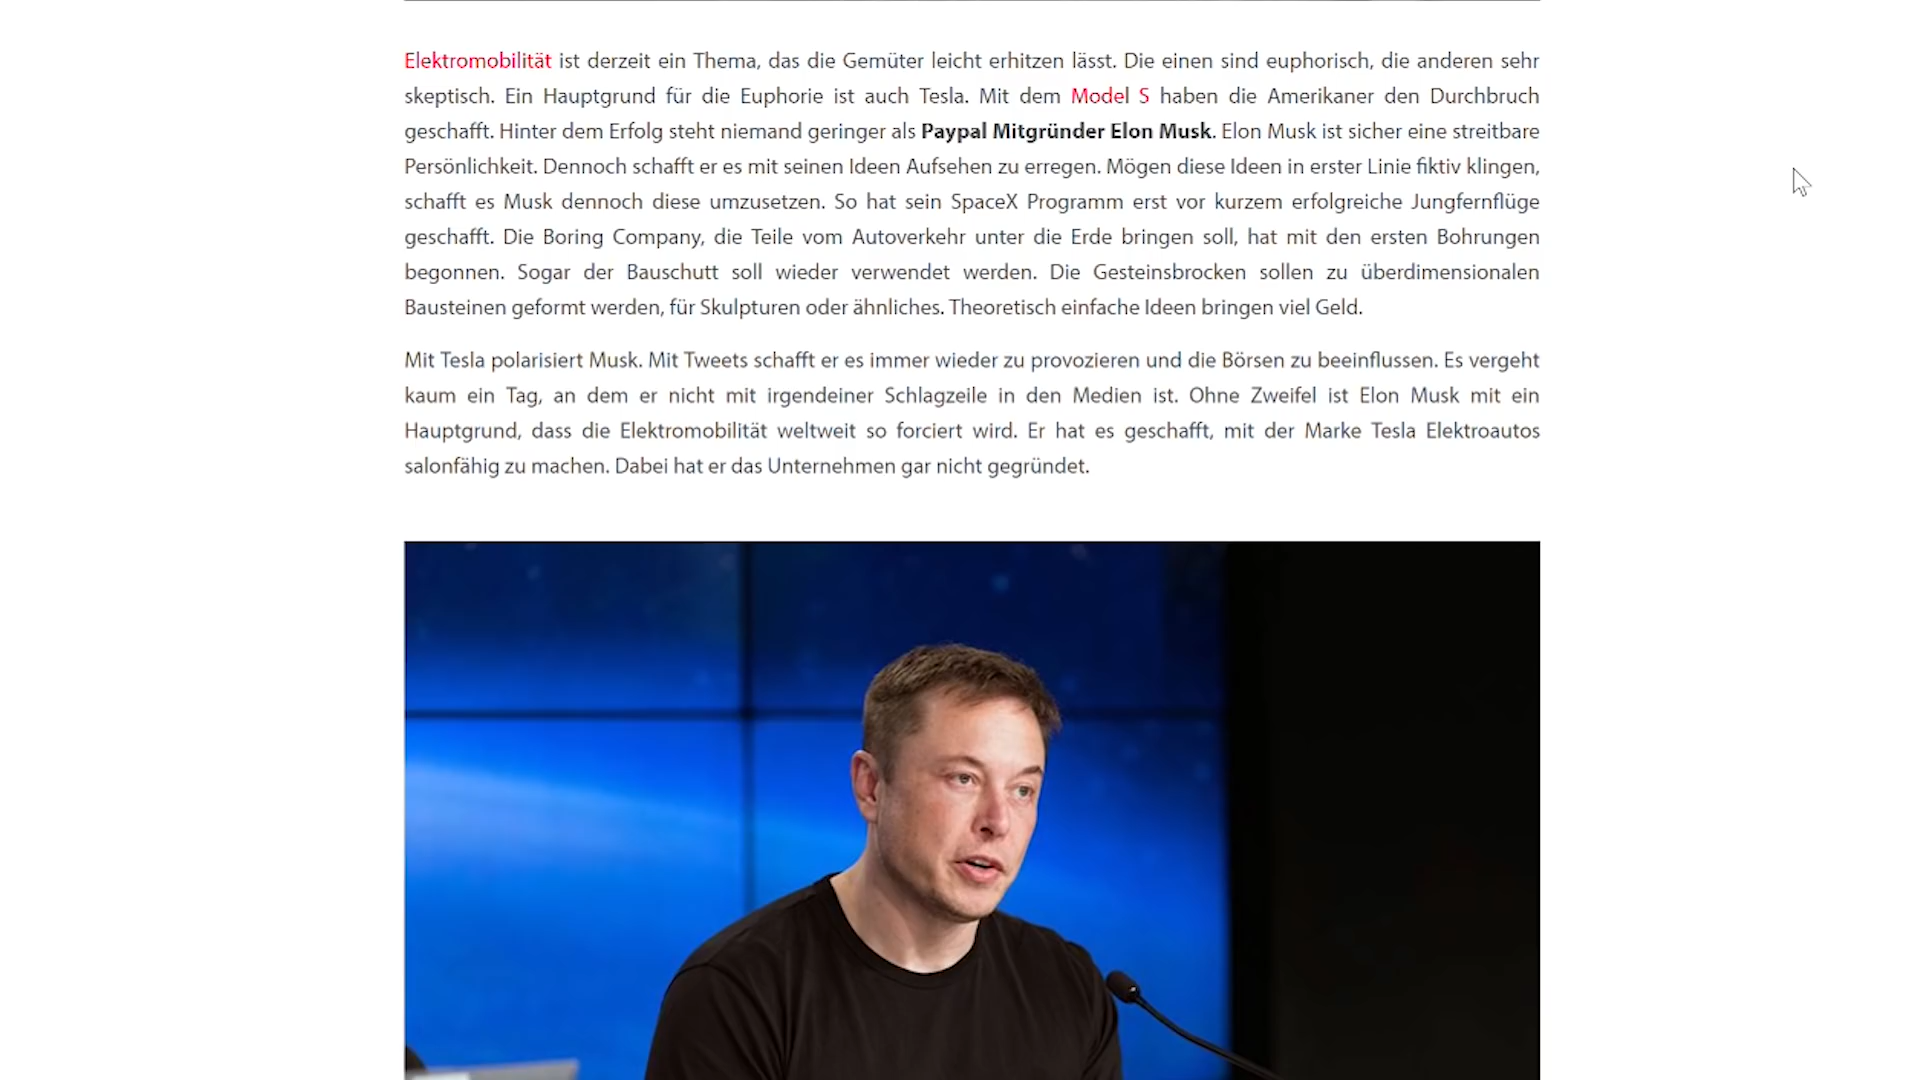 Elektromobilität ist derzeit ein Thema, das die Gemüter leicht erhitzen lässt. Die einen sind euphorisch, die anderen sehr
skeptisch. Ein Hauptgrund für die Euphorie ist auch Tesla. Mit dem Model S haben die Amerikaner den Durchbruch
geschafft. Hinter dem Erfolg steht niemand geringer als Paypal Mitgründer Elon Musk. Elon Musk ist sicher eine streitbare
Persönlichkeit. Dennoch schafft er es mit seinen Ideen Aufsehen zu erregen. Mögen diese Ideen in erster Linie fiktiv klingen,
schafft es Musk dennoch diese umzusetzen. So hat sein SpaceX Programm erst vor kurzem erfolgreiche Jungfernflüge
geschafft. Die Boring Company, die Teile vom Autoverkehr unter die Erde bringen soll, hat mit den ersten Bohrungen
begonnen. Sogar der Bauschutt soll wieder verwendet werden. Die Gesteinsbrocken sollen zu überdimensionalen
Bausteinen geformt werden, für Skulpturen oder ähnliches. Theoretisch einfache Ideen bringen viel Geld.
Mit Tesla polarisiert Musk. Mit Tweets schafft er es immer wieder zu provozieren und die Börsen zu beeinflussen. Es vergeht
kaum ein Tag, an dem er nicht mit irgendeiner Schlagzeile in den Medien ist. Ohne Zweifel ist Elon Musk mit ein
Hauptgrund, dass die Elektromobilität weltweit so forciert wird. Er hat es geschafft, mit der Marke Tesla Elektroautos
salonfähig zu machen. Dabei hat er das Unternehmen gar nicht gegründet.